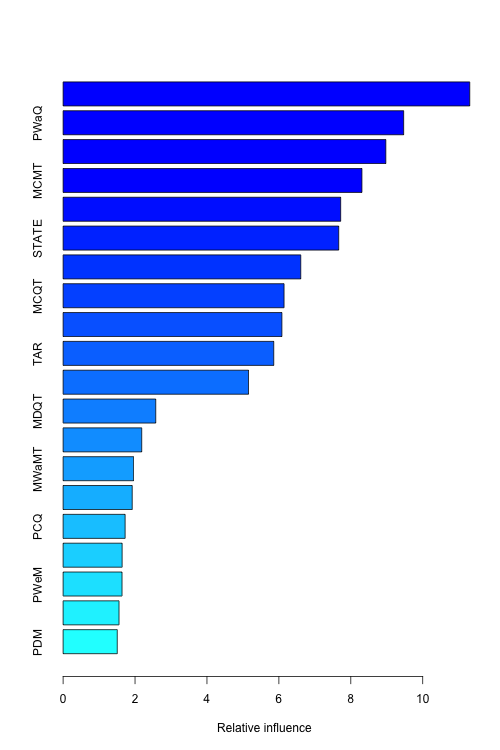 PWaQ
MCMT
STATE
MCQT
TAR
MDQT
MWaMT
PCQ
PWeM
PDM
0 2 4 6 8 10
Relative influence